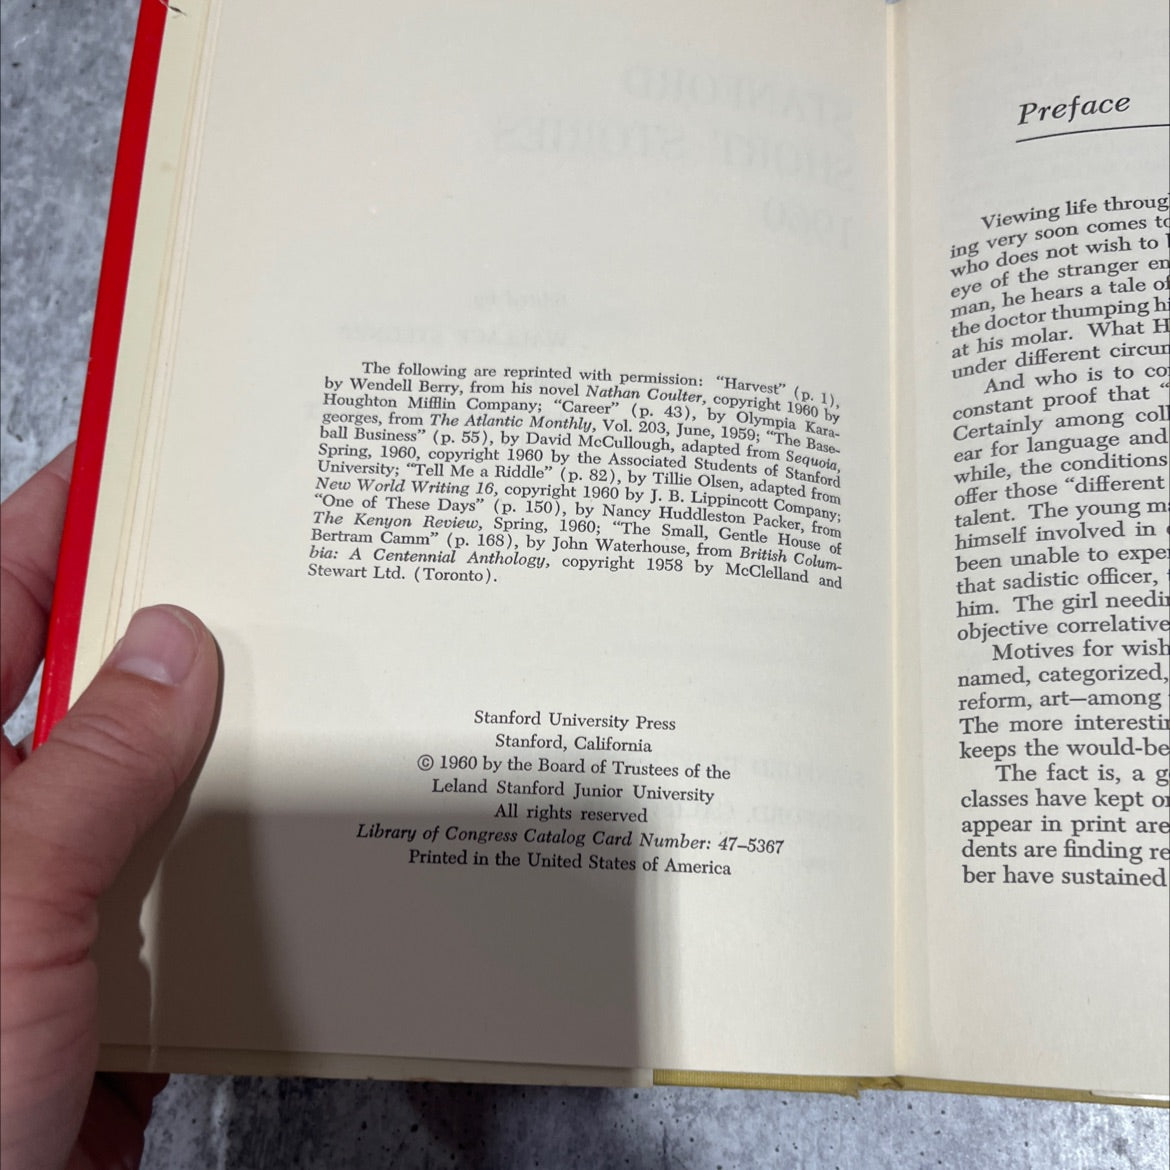 The following are reprinted with permission: “Harvest” (p. 1),
by Wendell Berry, from his novel Nathan Coulter, copyright 1960 by
Houghton Mifflin Company; “Career” (p. 43), by Olympia Kara-
georges, from The Atlantic Monthly, Vol. 203, June, 1959; “The Base-
ball Business” (p. 55), by David McCullough, adapted from Sequoia,
Spring, 1960, copyright 1960 by the Associated Students of Stanford
University; “Tell Me a Riddle” (p. 82), by Tillie Olsen, adapted from
New World Writing 16, copyright 1960 by J. B. Lippincott Company;
“One of These Days” (p. 150), by Nancy Huddleston Packer, from
The Kenyon Review, Spring, 1960; “The Small, Gentle House of
Bertram Camm” (p. 168), by John Waterhouse, from British Colum-
bia: A Centennial Anthology, copyright 1958 by McClelland and
Stewart Ltd. (Toronto).
Stanford University Press
Stanford, California
© 1960 by the Board of Trustees of the
Leland Stanford Junior University
All rights reserved
Library of Congress Catalog Card Number: 47–5367
Printed in the United States of America
Preface
Viewing life throug
ing very soon comes to
who does not wish to
eye of the stranger en
man, he hears a tale of
the doctor thumping hi
at his molar. What H
under different circum
And who is to co
constant proof that “
Certainly among coll
ear for language and
while, the conditions
offer those “different
talent. The young ma
himself involved in
been unable to exper
that sadistic officer,
him. The girl needin
objective correlative
Motives for wish
named, categorized,
reform, art—among
The more interestin
keeps the would-be
The fact is, a g
classes have kept on
appear in print are
dents are finding re
ber have sustained